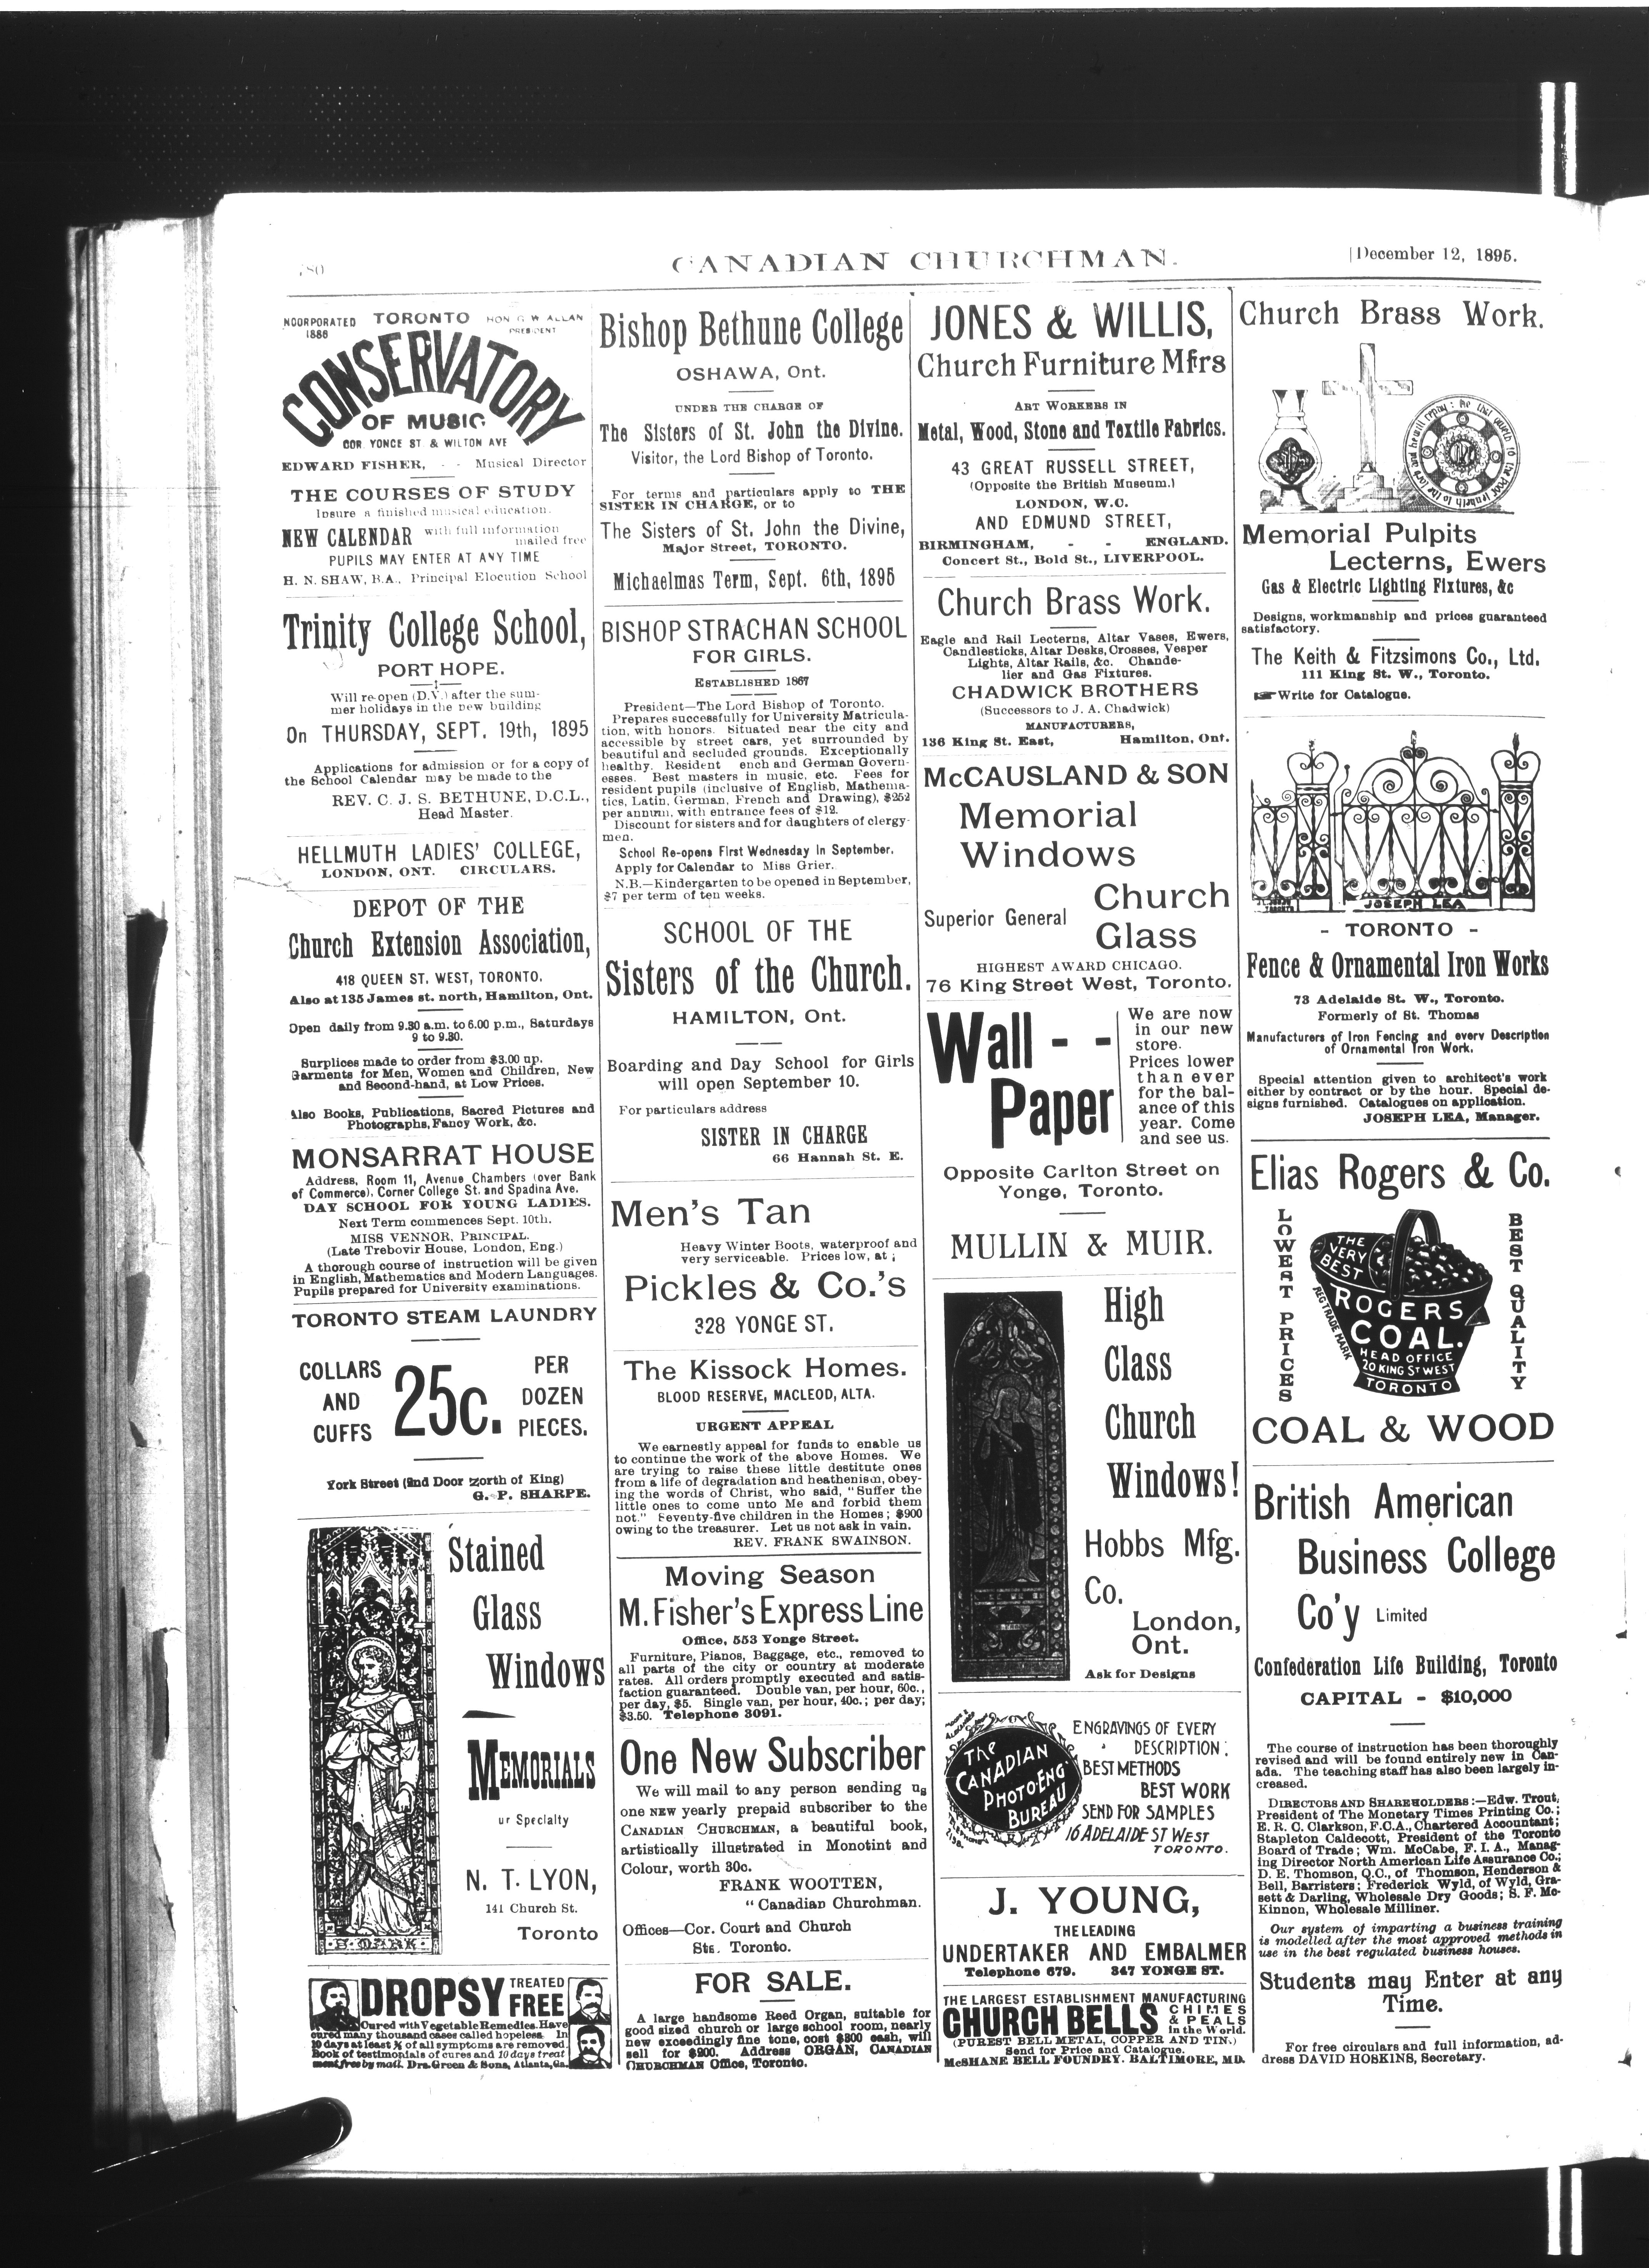 780
CANADIAN CHURCHMAN.
[December 12, 1895.
INCORPORATED
1888
TORONTO
HON G W ALLAN
PRESIDENT
CONSERVATORY
OF MUSIC
COR. YONGE ST & WILTON AVE
EDWARD FISHER, - - Musical Director
THE COURSES OF STUDY
Insure a finished musical education.
NEW CALENDAR with full information
mailed free
PUPILS MAY ENTER AT ANY TIME
H. N. SHAW, B.A., Principal Elocution School
Trinity College School,
PORT HOPE.
Will re-open (D.V.) after the sum-
mer holidays in the new building
On THURSDAY, SEPT. 19th, 1895
Applications for admission or for a copy of
the School Calendar may be made to the
REV. C. J. S. BETHUNE, D.C.L.,
Head Master.
HELLMUTH LADIES' COLLEGE,
LONDON, ONT. CIRCULARS.
DEPOT OF THE
Church Extension Association,
418 QUEEN ST. WEST, TORONTO.
Also at 135 James st. north, Hamilton, Ont.
Open daily from 9.30 a.m. to 6.00 p.m., Saturdays
9 to 9.30.
Surplices made to order from $3.00 up.
Garments for Men, Women and Children, New
and Second-hand, at Low Prices.
Also Books, Publications, Sacred Pictures and
Photographs, Fancy Work, &c.
MONSARRAT HOUSE
Address, Room 11, Avenue Chambers (over Bank
of Commerce), Corner College St. and Spadina Ave.
DAY SCHOOL FOR YOUNG LADIES.
Next Term commences Sept. 10th.
MISS VENNOR, PRINCIPAL.
(Late Trebovir House, London, Eng.)
A thorough course of instruction will be given
in English, Mathematics and Modern Languages.
Pupils prepared for University examinations.
TORONTO STEAM LAUNDRY
COLLARS
AND
CUFFS
25c.
PER
DOZEN
PIECES.
York Street (2nd Door north of King)
G. P. SHARPE.
Stained
Glass
Windows
MEMORIALS
ur Specialty
N. T. LYON,
141 Church St.
Toronto
DROPSY TREATED
FREE
Cured with Vegetable Remedies. Have
cured many thousand cases called hopeless. In
10 days at least ⅔ of all symptoms are removed.
Book of testimonials of cures and 10 days treat
ment free by mail. Drs. Green & Sons, Atlanta, Ga.
Bishop Bethune College
OSHAWA, Ont.
UNDER THE CHARGE OF
The Sisters of St. John the Divine.
Visitor, the Lord Bishop of Toronto.
For terms and particulars apply to THE
SISTER IN CHARGE, or to
The Sisters of St. John the Divine,
Major Street, TORONTO.
Michaelmas Term, Sept. 6th, 1895
BISHOP STRACHAN SCHOOL
FOR GIRLS.
ESTABLISHED 1867
President—The Lord Bishop of Toronto.
Prepares successfully for University Matricula-
tion, with honors. Situated near the city and
accessible by street cars, yet surrounded by
beautiful and secluded grounds. Exceptionally
healthy. Resident ench and German Govern-
esses. Best masters in music, etc. Fees for
resident pupils (inclusive of English, Mathema-
tics, Latin, German, French and Drawing), $252
per annum, with entrance fees of $12.
Discount for sisters and for daughters of clergy-
men.
School Re-opens First Wednesday in September.
Apply for Calendar to Miss Grier.
N.B.—Kindergarten to be opened in September,
$7 per term of ten weeks.
SCHOOL OF THE
Sisters of the Church.
HAMILTON, Ont.
Boarding and Day School for Girls
will open September 10.
For particulars address
SISTER IN CHARGE
66 Hannah St. E.
Men's Tan
Heavy Winter Boots, waterproof and
very serviceable. Prices low, at ;
Pickles & Co.'s
328 YONGE ST.
The Kissock Homes.
BLOOD RESERVE, MACLEOD, ALTA.
URGENT APPEAL
We earnestly appeal for funds to enable us
to continue the work of the above Homes. We
are trying to raise these little destitute ones
from a life of degradation and heathenism, obey-
ing the words of Christ, who said, "Suffer the
little ones to come unto Me and forbid them
not." Seventy-five children in the Homes; $900
owing to the treasurer. Let us not ask in vain.
REV. FRANK SWAINSON.
Moving Season
M. Fisher's Express Line
Office, 553 Yonge Street.
Furniture, Pianos, Baggage, etc., removed to
all parts of the city or country at moderate
rates. All orders promptly executed and satis-
faction guaranteed. Double van, per hour, 60c.,
per day, $5. Single van, per hour, 40c.; per day;
$3.50. Telephone 3091.
One New Subscriber
We will mail to any person sending us
one NEW yearly prepaid subscriber to the
CANADIAN CHURCHMAN, a beautiful book,
artistically illustrated in Monotint and
Colour, worth 30c.
FRANK WOOTTEN,
"Canadian Churchman.
Offices—Cor. Court and Church
Sts. Toronto.
FOR SALE.
A large handsome Reed Organ, suitable for
good sized church or large school room, nearly
new exceedingly fine tone, cost $300 cash, will
sell for $200. Address ORGAN, CANADIAN
CHURCHMAN Office, Toronto.
JONES & WILLIS,
Church Furniture Mfrs
ART WORKERS IN
Metal, Wood, Stone and Textile Fabrics.
43 GREAT RUSSELL STREET,
(Opposite the British Museum.)
LONDON, W.C.
AND EDMUND STREET,
BIRMINGHAM, - - ENGLAND.
Concert St., Bold St., LIVERPOOL.
Church Brass Work.
Eagle and Rail Lecterns, Altar Vases, Ewers,
Candlesticks, Altar Desks, Crosses, Vesper
Lights, Altar Rails, &c. Chande-
lier and Gas Fixtures.
CHADWICK BROTHERS
(Successors to J. A. Chadwick)
MANUFACTURERS,
136 King St. East, Hamilton, Ont.
McCAUSLAND & SON
Memorial
Windows
Superior General
Church
Glass
HIGHEST AWARD CHICAGO.
76 King Street West, Toronto.
Wall - -
Paper
We are now
in our new
store.
Prices lower
than ever
for the bal-
ance of this
year. Come
and see us.
Opposite Carlton Street on
Yonge, Toronto.
MULLIN & MUIR.
High
Class
Church
Windows!
Hobbs Mfg.
Co.
London,
Ont.
Ask for Designs
The
CANADIAN
PHOTO-ENG
BUREAU
ENGRAVINGS OF EVERY
DESCRIPTION.
BEST METHODS
BEST WORK
SEND FOR SAMPLES
16 ADELAIDE ST WEST
TORONTO.
J. YOUNG,
THE LEADING
UNDERTAKER AND EMBALMER
Telephone 679. 347 YONGE ST.
THE LARGEST ESTABLISHMENT MANUFACTURING
CHURCH BELLS CHIMES
& PEALS
in the World.
(PUREST BELL METAL, COPPER AND TIN.)
Send for Price and Catalogue.
McSHANE BELL FOUNDRY. BALTIMORE, MD.
Church Brass Work.
Memorial Pulpits
Lecterns, Ewers
Gas & Electric Lighting Fixtures, &c
Designs, workmanship and prices guaranteed
satisfactory.
The Keith & Fitzsimons Co., Ltd.
111 King St. W., Toronto.
Write for Catalogue.
JOSEPH LEA
- TORONTO -
Fence & Ornamental Iron Works
73 Adelaide St. W., Toronto.
Formerly of St. Thomas
Manufacturers of Iron Fencing and every Description
of Ornamental Iron Work.
Special attention given to architect's work
either by contract or by the hour. Special de-
signs furnished. Catalogues on application.
JOSEPH LEA, Manager.
Elias Rogers & Co.
LOWEST PRICES
THE
VERY
BEST
REG TRADE MARK
ROGERS
COAL.
HEAD OFFICE
20 KING ST WEST
TORONTO
BEST QUALITY
COAL & WOOD
British American
Business College
Co'y Limited
Confederation Life Building, Toronto
CAPITAL - $10,000
The course of instruction has been thoroughly
revised and will be found entirely new in Can-
ada. The teaching staff has also been largely in-
creased.
DIRECTORS AND SHAREHOLDERS:—Edw. Trout,
President of The Monetary Times Printing Co.;
E. R. C. Clarkson, F.C.A., Chartered Accountant;
Stapleton Caldecott, President of the Toronto
Board of Trade; Wm. McCabe, F. I. A., Manag-
ing Director North American Life Assurance Co.;
D. E. Thomson, Q.C., of Thomson, Henderson &
Bell, Barristers; Frederick Wyld, of Wyld, Gra-
sett & Darling, Wholesale Dry Goods; S. F. Mc-
Kinnon, Wholesale Milliner.
Our system of imparting a business training
is modelled after the most approved methods in
use in the best regulated business houses.
Students may Enter at any
Time.
For free circulars and full information, ad-
dress DAVID HOSKINS, Secretary.